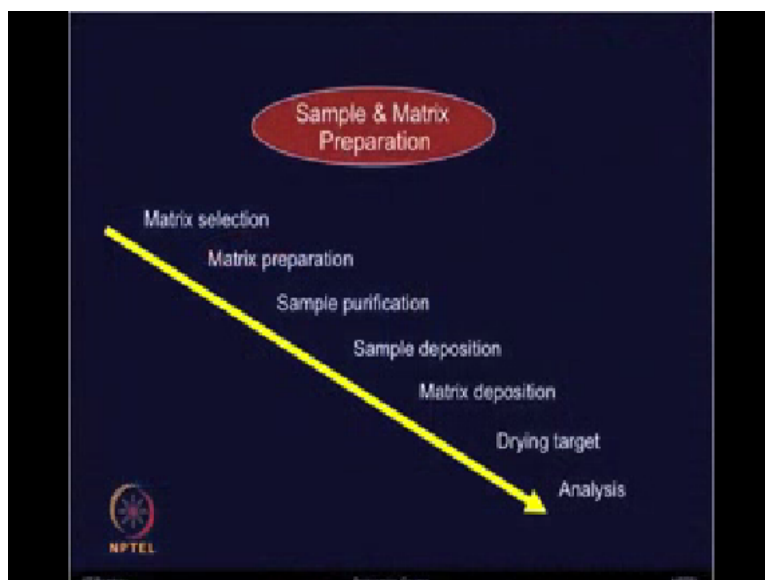 Sample & Matrix
Preparation
Matrix selection
Matrix preparation
Sample purification
Sample deposition
Matrix deposition
Drying target
Analysis
NPTEL